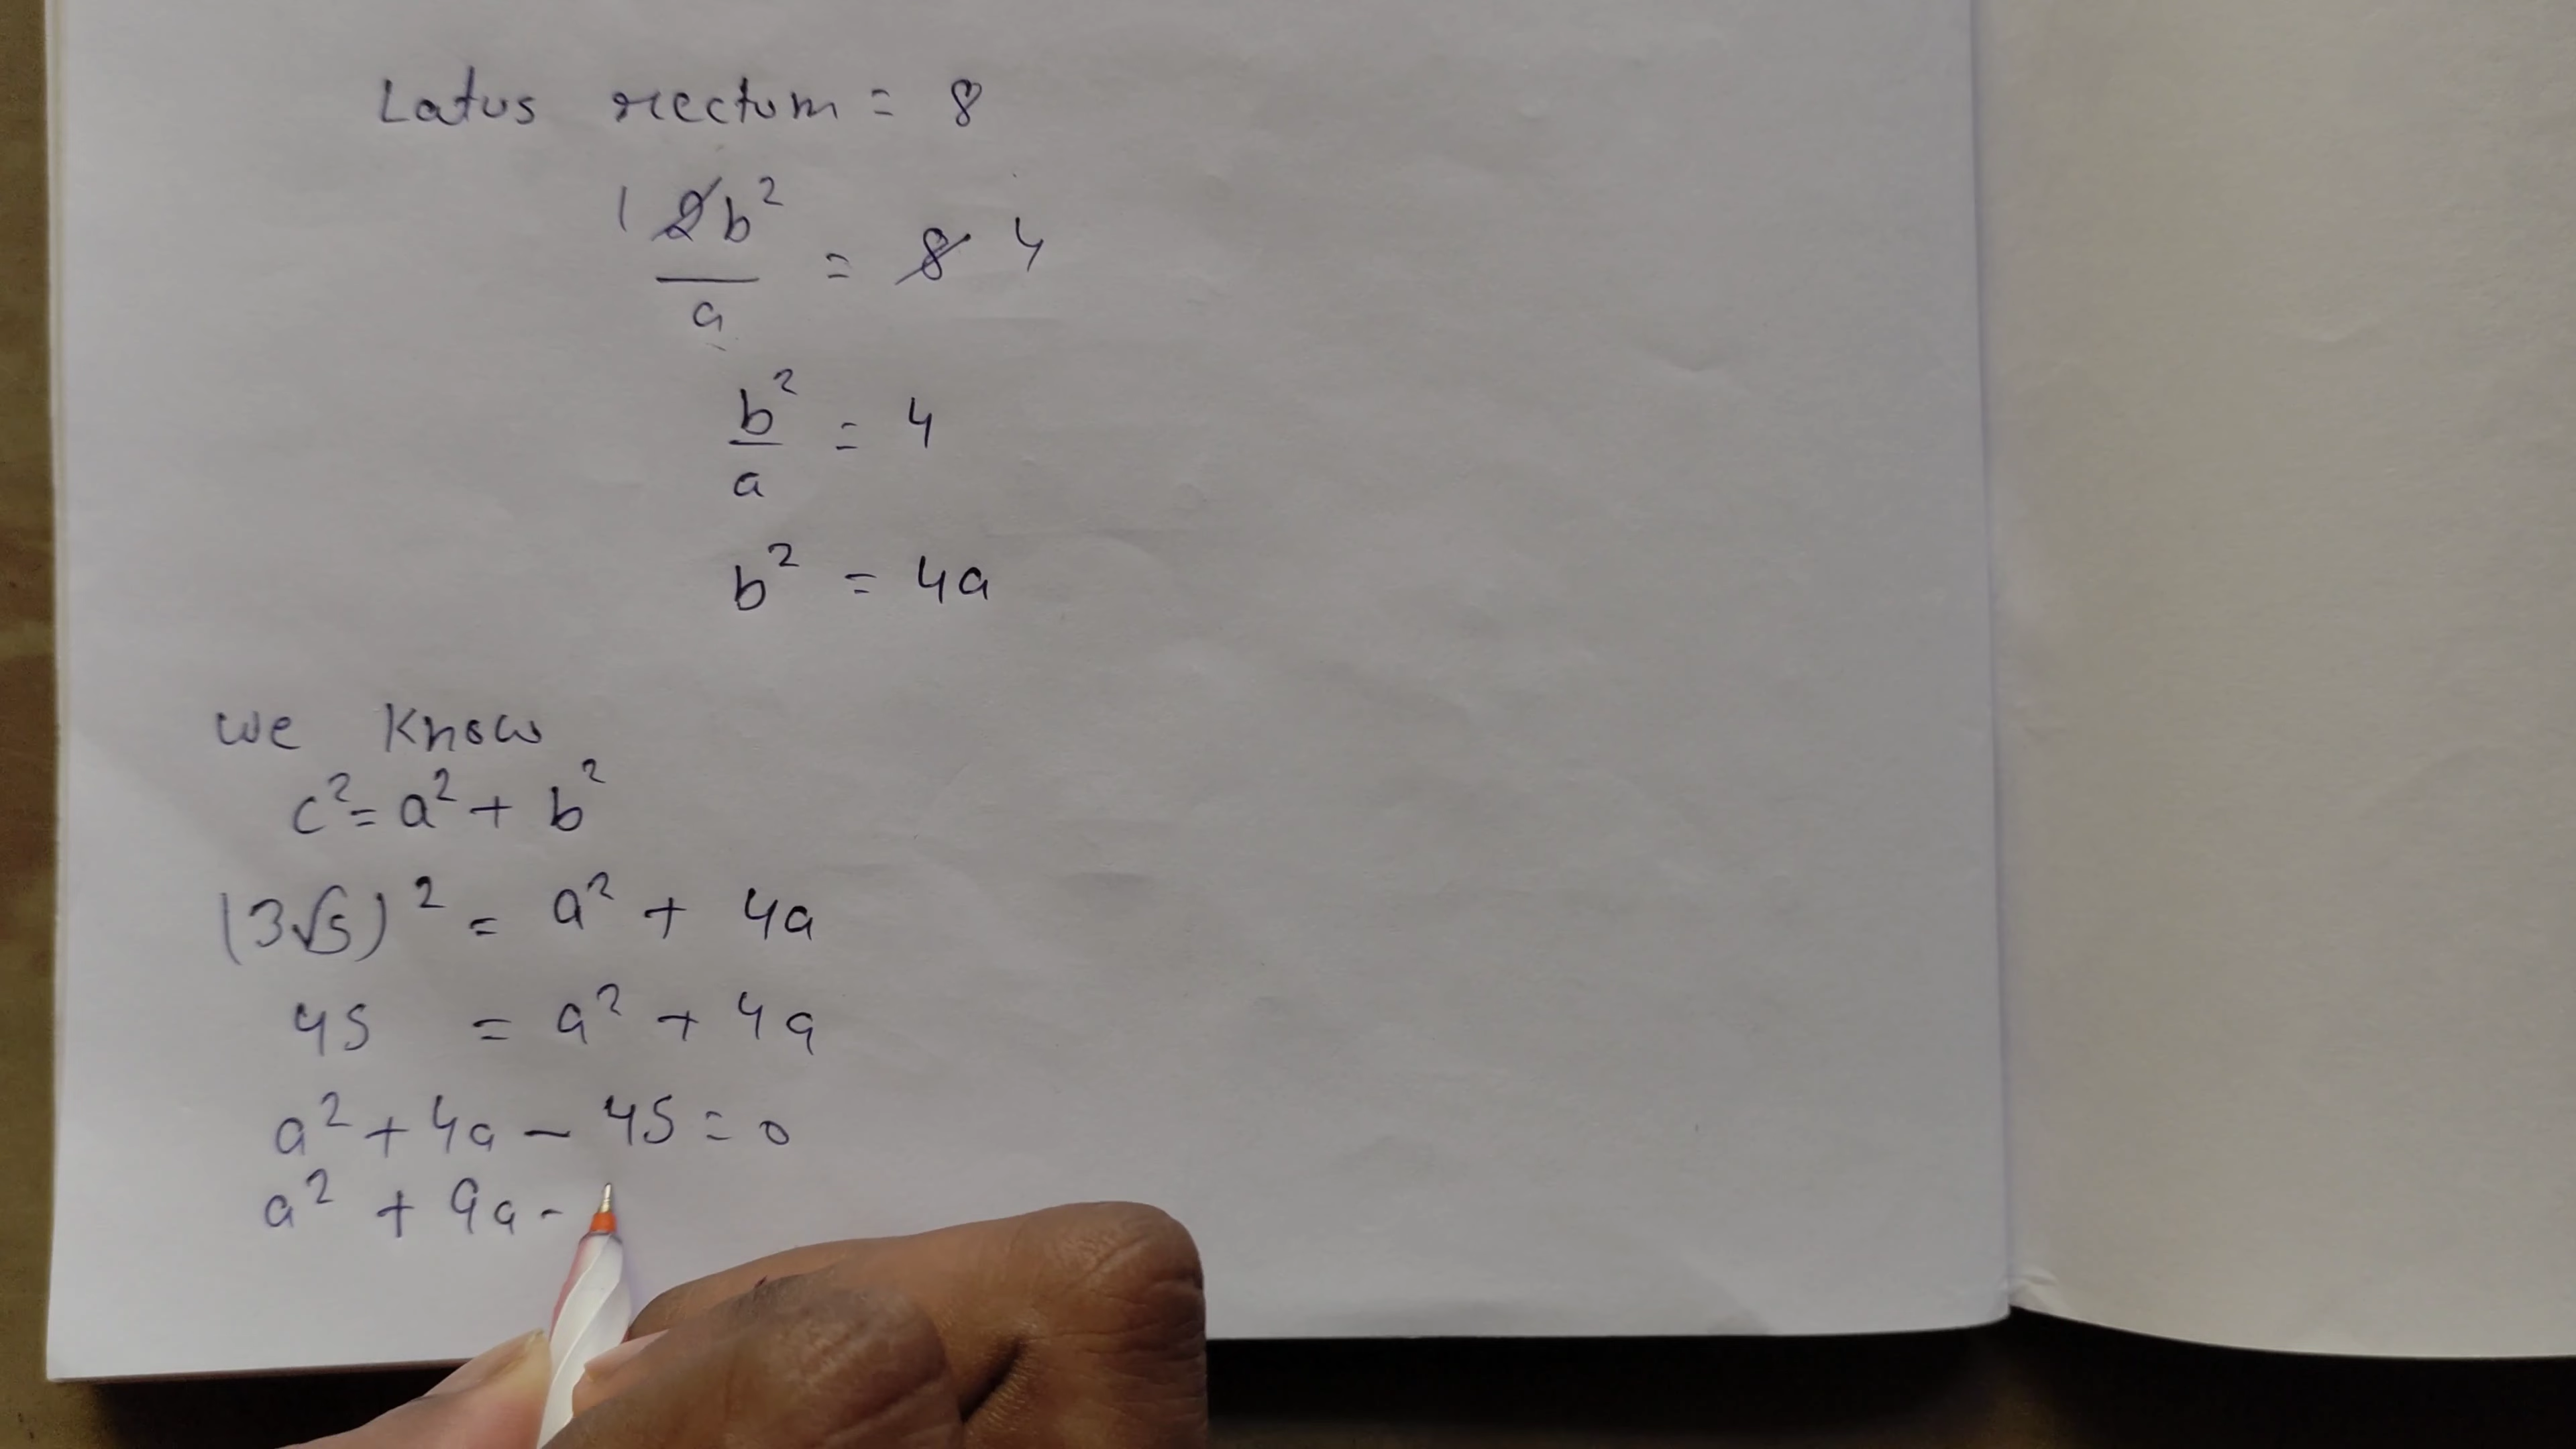 Latus rectum = 8
1 2b² / a = 8 4
b² / a = 4
b² = 4a
we know
c² = a² + b²
(3√5)² = a² + 4a
45 = a² + 4a
a² + 4a - 45 = 0
a² + 9a -